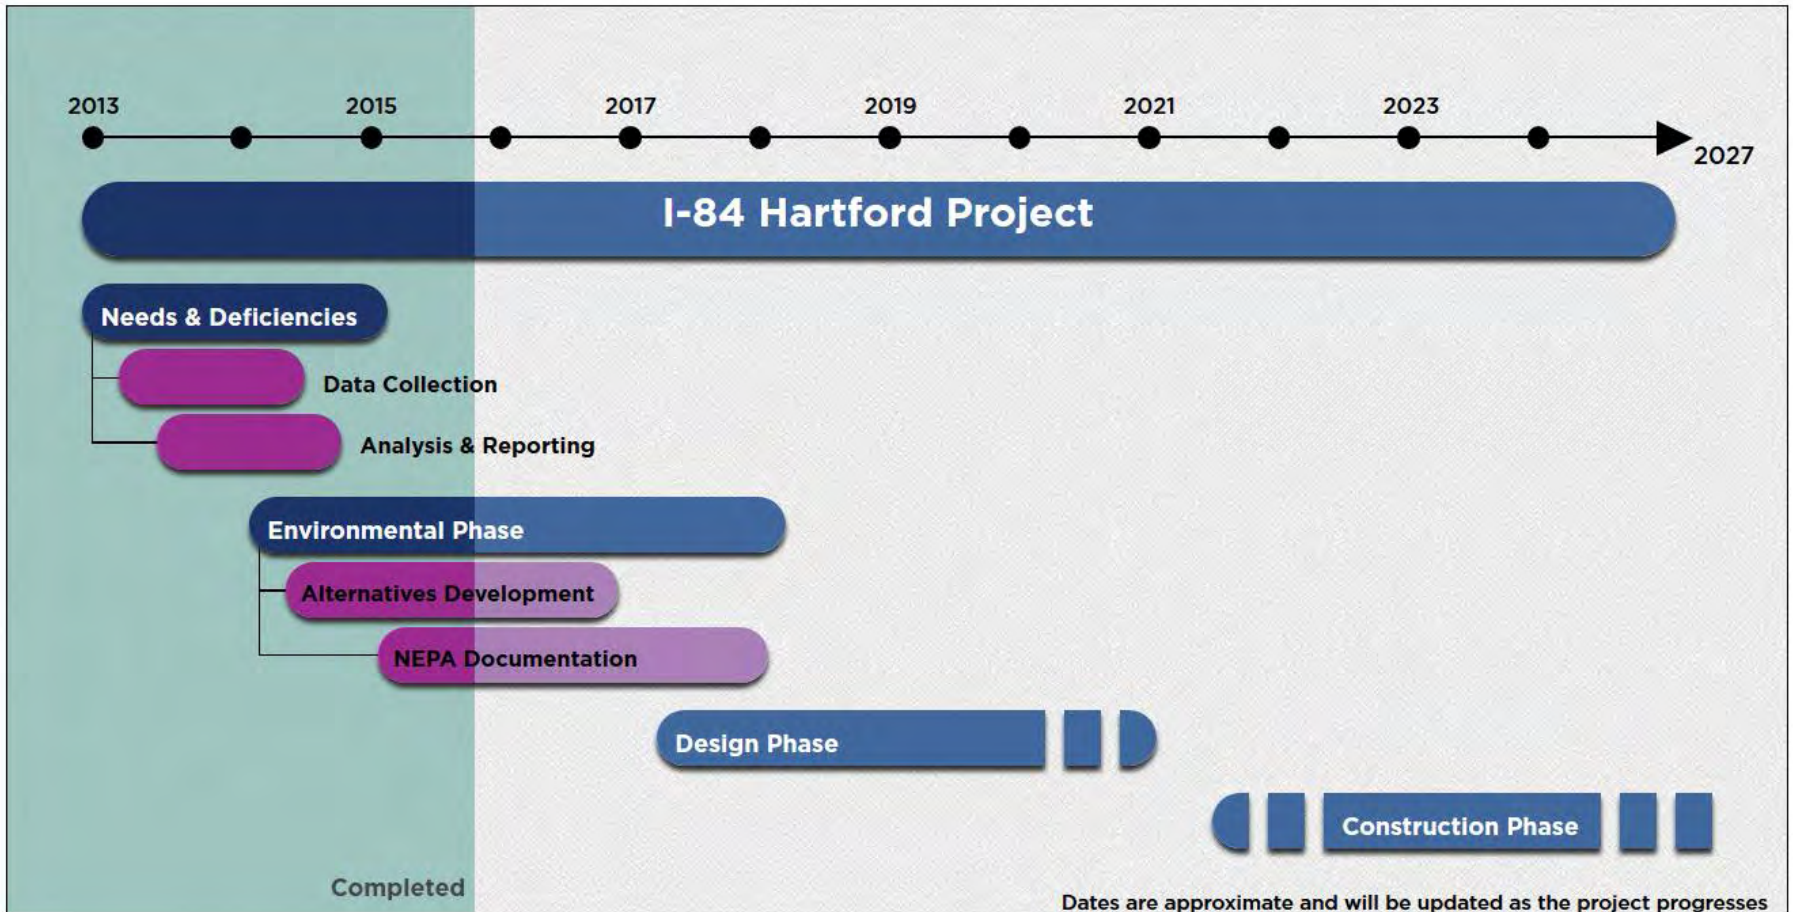 2013 2015 2017 2019 2021 2023
2027
I-84 Hartford Project
Needs & Deficiencies
Data Collection
Analysis & Reporting
Environmental Phase
Alternatives Development
NEPA Documentation
Design Phase
Construction Phase
Completed
Dates are approximate and will be updated as the project progresses